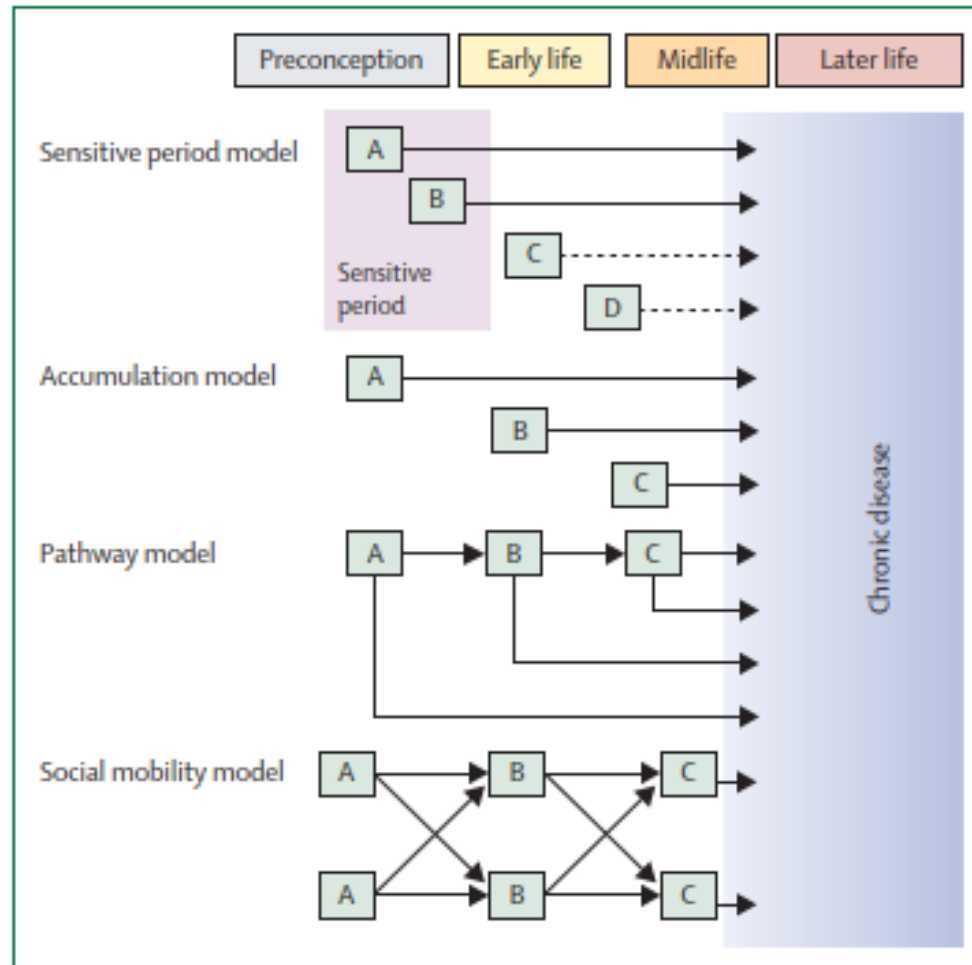 Preconception Early life Midlife Later life
Sensitive period model
A
B
C
D
Sensitive
period
Accumulation model
A
B
C
Pathway model
A B C
Social mobility model
A B C
A B C
Chronic disease